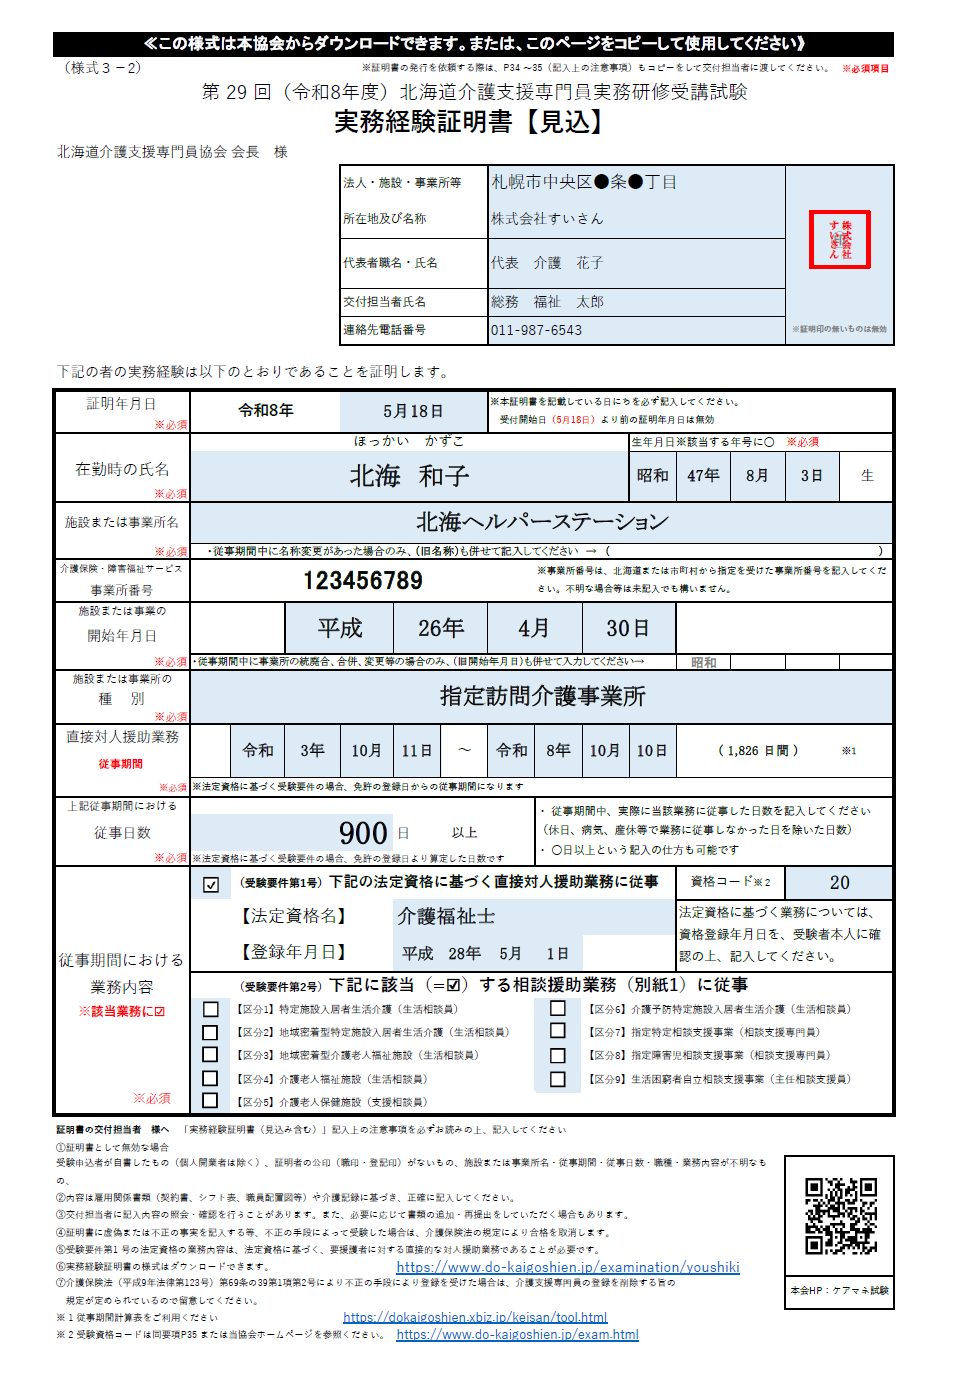 ≪この様式は本協会からダウンロードできます。または、このページをコピーして使用してください》
（様式３－2）
※証明書の発行を依頼する際は、P34～35（記入上の注意事項）もコピーをして交付担当者に渡してください。 ※必須項目
第 29 回（令和8年度）北海道介護支援専門員実務研修受講試験
実務経験証明書【見込】
北海道介護支援専門員協会 会長　様
法人・施設・事業所等
所在地及び名称
札幌市中央区●条●丁目
株式会社すいさん
代表者職名・氏名
代表　介護　花子
交付担当者氏名
総務　福祉　太郎
連絡先電話番号
011-987-6543
株式会社
すいさん
※証明印の無いものは無効
下記の者の実務経験は以下のとおりであることを証明します。
証明年月日
※必須
令和8年 5月18日
※本証明書を記載している日にちを必ず記入してください。
受付開始日（5月18日）より前の証明年月日は無効
在勤時の氏名
※必須
ほっかい　かずこ
北海 和子
生年月日※該当する年号に〇 ※必須
昭和 47年 8月 3日 生
施設または事業所名
※必須
北海ヘルパーステーション
・従事期間中に名称変更があった場合のみ、（旧名称）も併せて記入してください → （ ）
介護保険・障害福祉サービス
事業所番号
123456789
※事業所番号は、北海道または市町村から指定を受けた事業所番号を記入してくだ
さい。不明な場合等は未記入でも構いません。
施設または事業の
開始年月日
※必須
平成 26年 4月 30日
・従事期間中に事業所の統廃合、合併、変更等の場合のみ、（旧開始年月日）も併せて入力してください→ 昭和
施設または事業所の
種　別
※必須
指定訪問介護事業所
直接対人援助業務
従事期間
※必須
令和 3年 10月 11日 ～ 令和 8年 10月 10日 （ 1,826 日間 ） ※1
※法定資格に基づく受験要件の場合、免許の登録日からの従事期間になります
上記従事期間における
従事日数
※必須
900 日 以上
※法定資格に基づく受験要件の場合、免許の登録日より算定した日数です
・ 従事期間中、実際に当該業務に従事した日数を記入してください
（休日、病気、産休等で業務に従事しなかった日を除いた日数）
・ 〇日以上という記入の仕方も可能です
従事期間における
業務内容
※該当業務に☑
※必須
☑ （受験要件第1号）下記の法定資格に基づく直接対人援助業務に従事
資格コード※2 20
【法定資格名】 介護福祉士
【登録年月日】 平成 28年 5月 1日
法定資格に基づく業務については、
資格登録年月日を、受験者本人に確
認の上、記入してください。
（受験要件第2号）下記に該当（=☑）する相談援助業務（別紙1）に従事
☐ 【区分1】特定施設入居者生活介護（生活相談員）
☐ 【区分2】地域密着型特定施設入居者生活介護（生活相談員）
☐ 【区分3】地域密着型介護老人福祉施設（生活相談員）
☐ 【区分4】介護老人福祉施設（生活相談員）
☐ 【区分5】介護老人保健施設（支援相談員）
☐ 【区分6】介護予防特定施設入居者生活介護（生活相談員）
☐ 【区分7】指定特定相談支援事業（相談支援専門員）
☐ 【区分8】指定障害児相談支援事業（相談支援専門員）
☐ 【区分9】生活困窮者自立相談支援事業（主任相談支援員）
証明書の交付担当者　様へ　「実務経験証明書（見込み含む）」記入上の注意事項を必ずお読みの上、記入してください
①証明書として無効な場合
受験申込者が自書したもの（個人開業者は除く）、証明者の公印（職印・登記印）がないもの、施設または事業所名・従事期間・従事日数・職種・業務内容が不明なも
の、
②内容は雇用関係書類（契約書、シフト表、職員配置図等）や介護記録に基づき、正確に記入してください。
③交付担当者に記入内容の照会・確認を行うことがあります。また、必要に応じて書類の追加・再提出をしていただく場合もあります。
④証明書に虚偽または不正の事実を記入する等、不正の手段によって受験した場合は、介護保険法の規定により合格を取消します。
⑤受験要件第1号の法定資格の業務内容は、法定資格に基づく、要援護者に対する直接的な対人援助業務であることが必要です。
⑥実務経験証明書の様式はダウンロードできます。 https://www.do-kaigoshien.jp/examination/youshiki
⑦介護保険法（平成9年法律第123号）第69条の39第1項第2号により不正の手段により登録を受けた場合は、介護支援専門員の登録を削除する旨の
規定が定められているので留意してください。
※１従事期間計算表をご利用ください https://dokaigoshien.xbiz.jp/keisan/tool.html
※２受験資格コードは同要項P35または当協会ホームページを参照ください。 https://www.do-kaigoshien.jp/exam.html
本会HP：ケアマネ試験